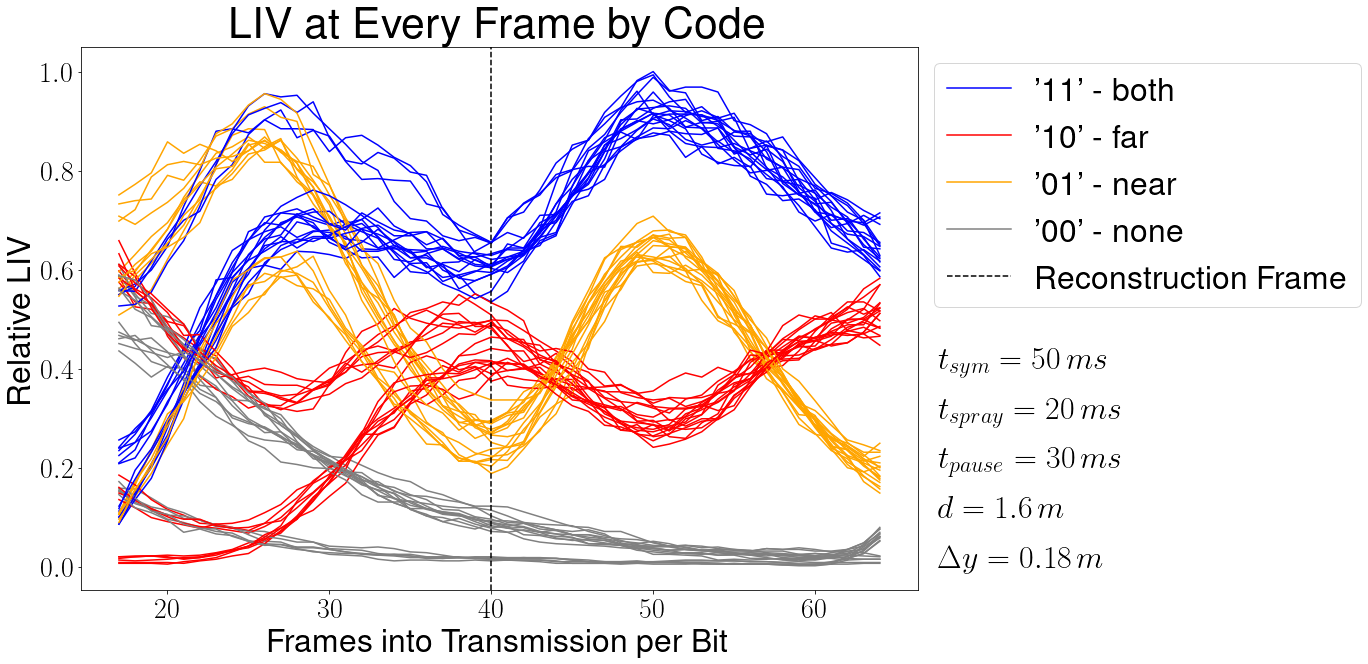 LIV at Every Frame by Code
Relative LIV
1.0
0.8
0.6
0.4
0.2
0.0
20 30 40 50 60
Frames into Transmission per Bit
’11’ - both
’10’ - far
’01’ - near
’00’ - none
Reconstruction Frame
t_sym = 50 ms
t_spray = 20 ms
t_pause = 30 ms
d = 1.6 m
Δy = 0.18 m